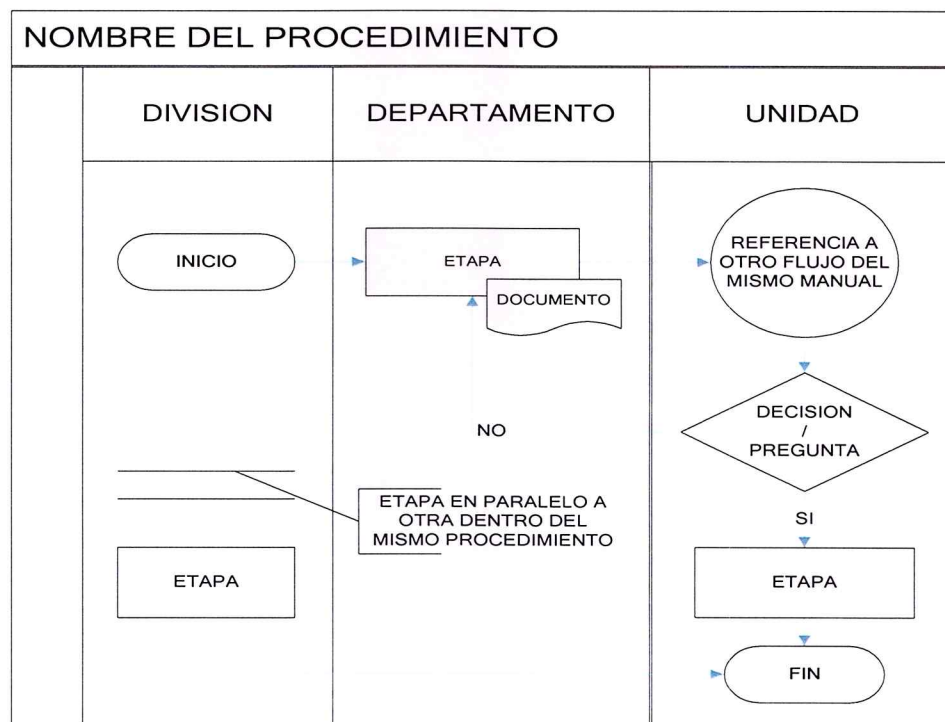 NOMBRE DEL PROCEDIMIENTO
DIVISION
DEPARTAMENTO
UNIDAD
INICIO
ETAPA
DOCUMENTO
REFERENCIA A
OTRO FLUJO DEL
MISMO MANUAL
DECISION
/
PREGUNTA
NO
ETAPA EN PARALELO A
OTRA DENTRO DEL
MISMO PROCEDIMIENTO
SI
ETAPA
ETAPA
FIN